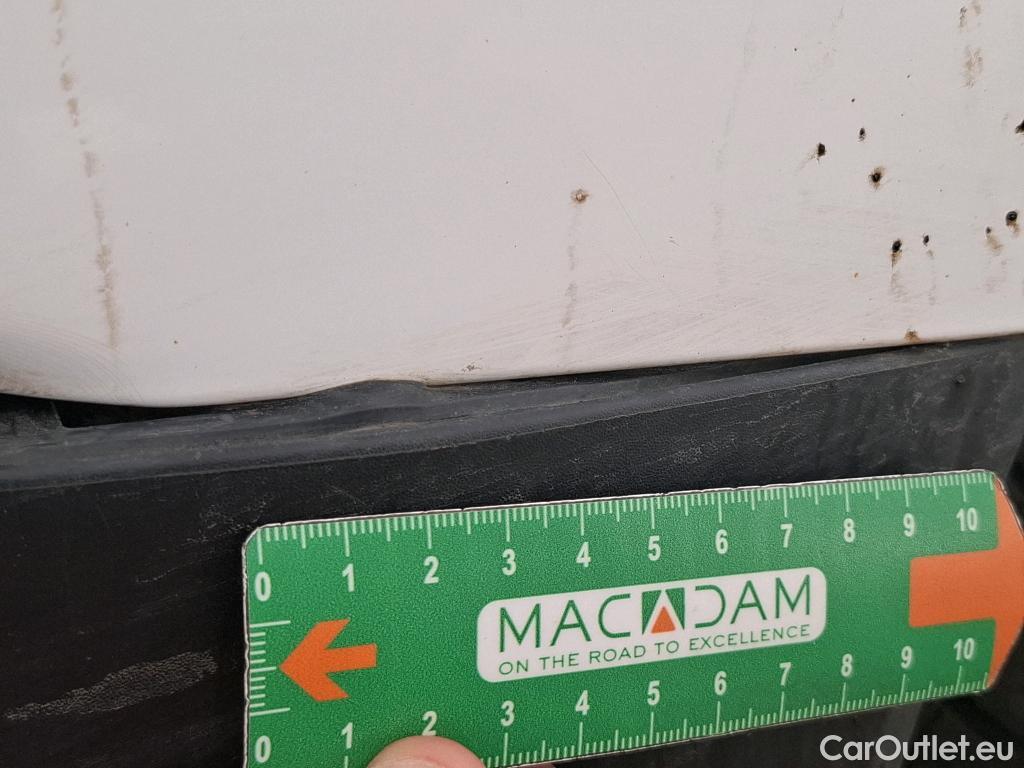 0 1 2 3 4 5 6 7 8 9 10
MACADAM
ON THE ROAD TO EXCELLENCE
0 1 2 3 4 5 6 7 8 9 10
CarOutlet.eu